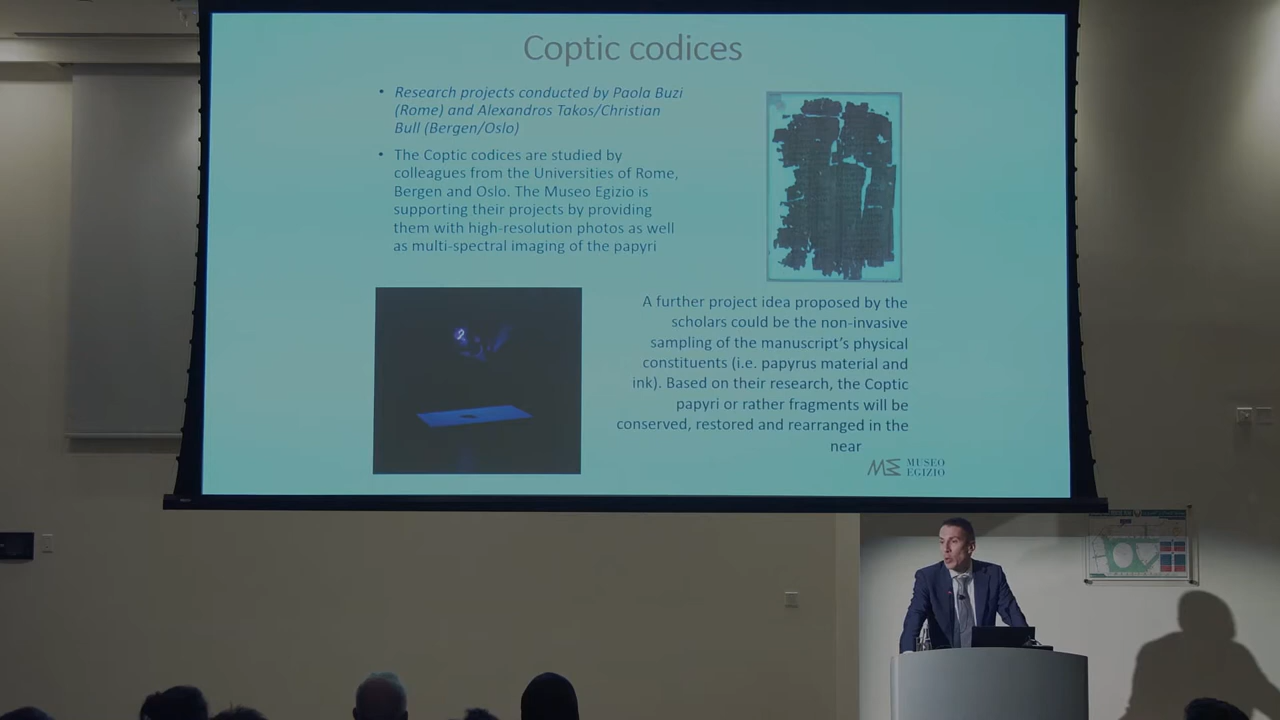 Coptic codices
• Research projects conducted by Paola Buzi
(Rome) and Alexandros Takos/Christian
Bull (Bergen/Oslo)
• The Coptic codices are studied by
colleagues from the Universities of Rome,
Bergen and Oslo. The Museo Egizio is
supporting their projects by providing
them with high-resolution photos as well
as multi-spectral imaging of the papyri
A further project idea proposed by the
scholars could be the non-invasive
sampling of the manuscript's physical
constituents (i.e. papyrus material and
ink). Based on their research, the Coptic
papyri or rather fragments will be
conserved, restored and rearranged in the
near
MUSEO
EGIZIO